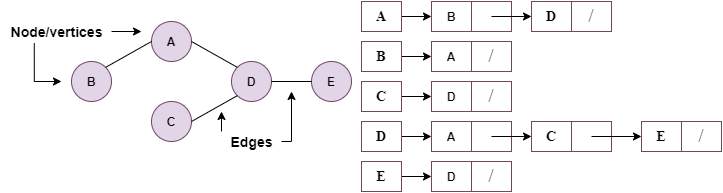 Node/vertices
A
B
D
E
C
Edges
A B D /
B A /
C D /
D A C E /
E D /